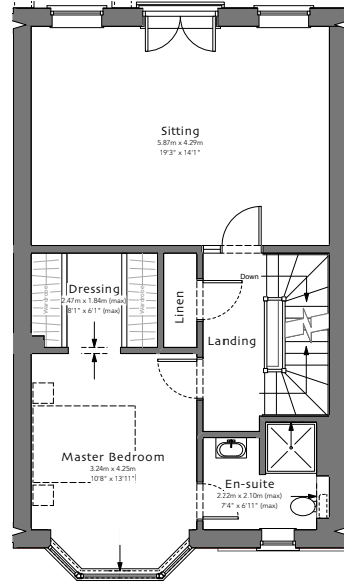 Sitting
5.87m x 4.29m
19'3" x 14'1"
Down
Wardrobe
Dressing
2.47m x 1.84m (max)
8'1" x 6'1" (max)
Wardrobe
Linen
Landing
Master Bedroom
3.24m x 4.25m
10'8" x 13'11"
En-suite
2.22m x 2.10m (max)
7'4" x 6'11" (max)